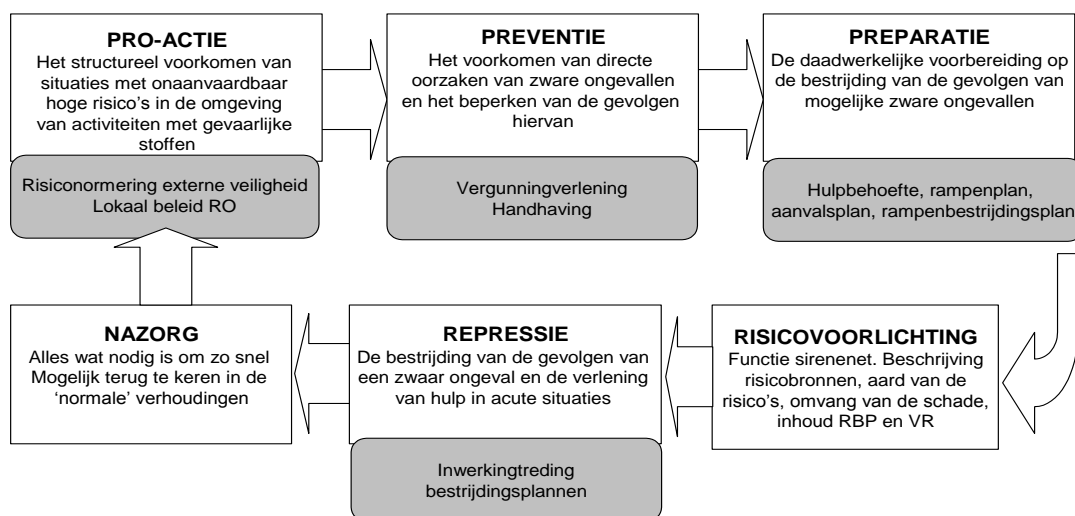 PRO-ACTIE
Het structureel voorkomen van
situaties met onaanvaardbaar
hoge risico's in de omgeving
van activiteiten met gevaarlijke
stoffen
Risiconormering externe veiligheid
Lokaal beleid RO
PREVENTIE
Het voorkomen van directe
oorzaken van zware ongevallen
en het beperken van de gevolgen
hiervan
Vergunningverlening
Handhaving
PREPARATIE
De daadwerkelijke voorbereiding op
de bestrijding van de gevolgen van
mogelijke zware ongevallen
Hulpbehoefte, rampenplan,
aanvalsplan, rampenbestrijdingsplan
RISICOVOORLICHTING
Functie sirenenet. Beschrijving
risicobronnen, aard van de
risico's, omvang van de schade,
inhoud RBP en VR
REPRESSIE
De bestrijding van de gevolgen van
een zwaar ongeval en de verlening
van hulp in acute situaties
Inwerkingtreding
bestrijdingsplannen
NAZORG
Alles wat nodig is om zo snel
Mogelijk terug te keren in de
'normale' verhoudingen